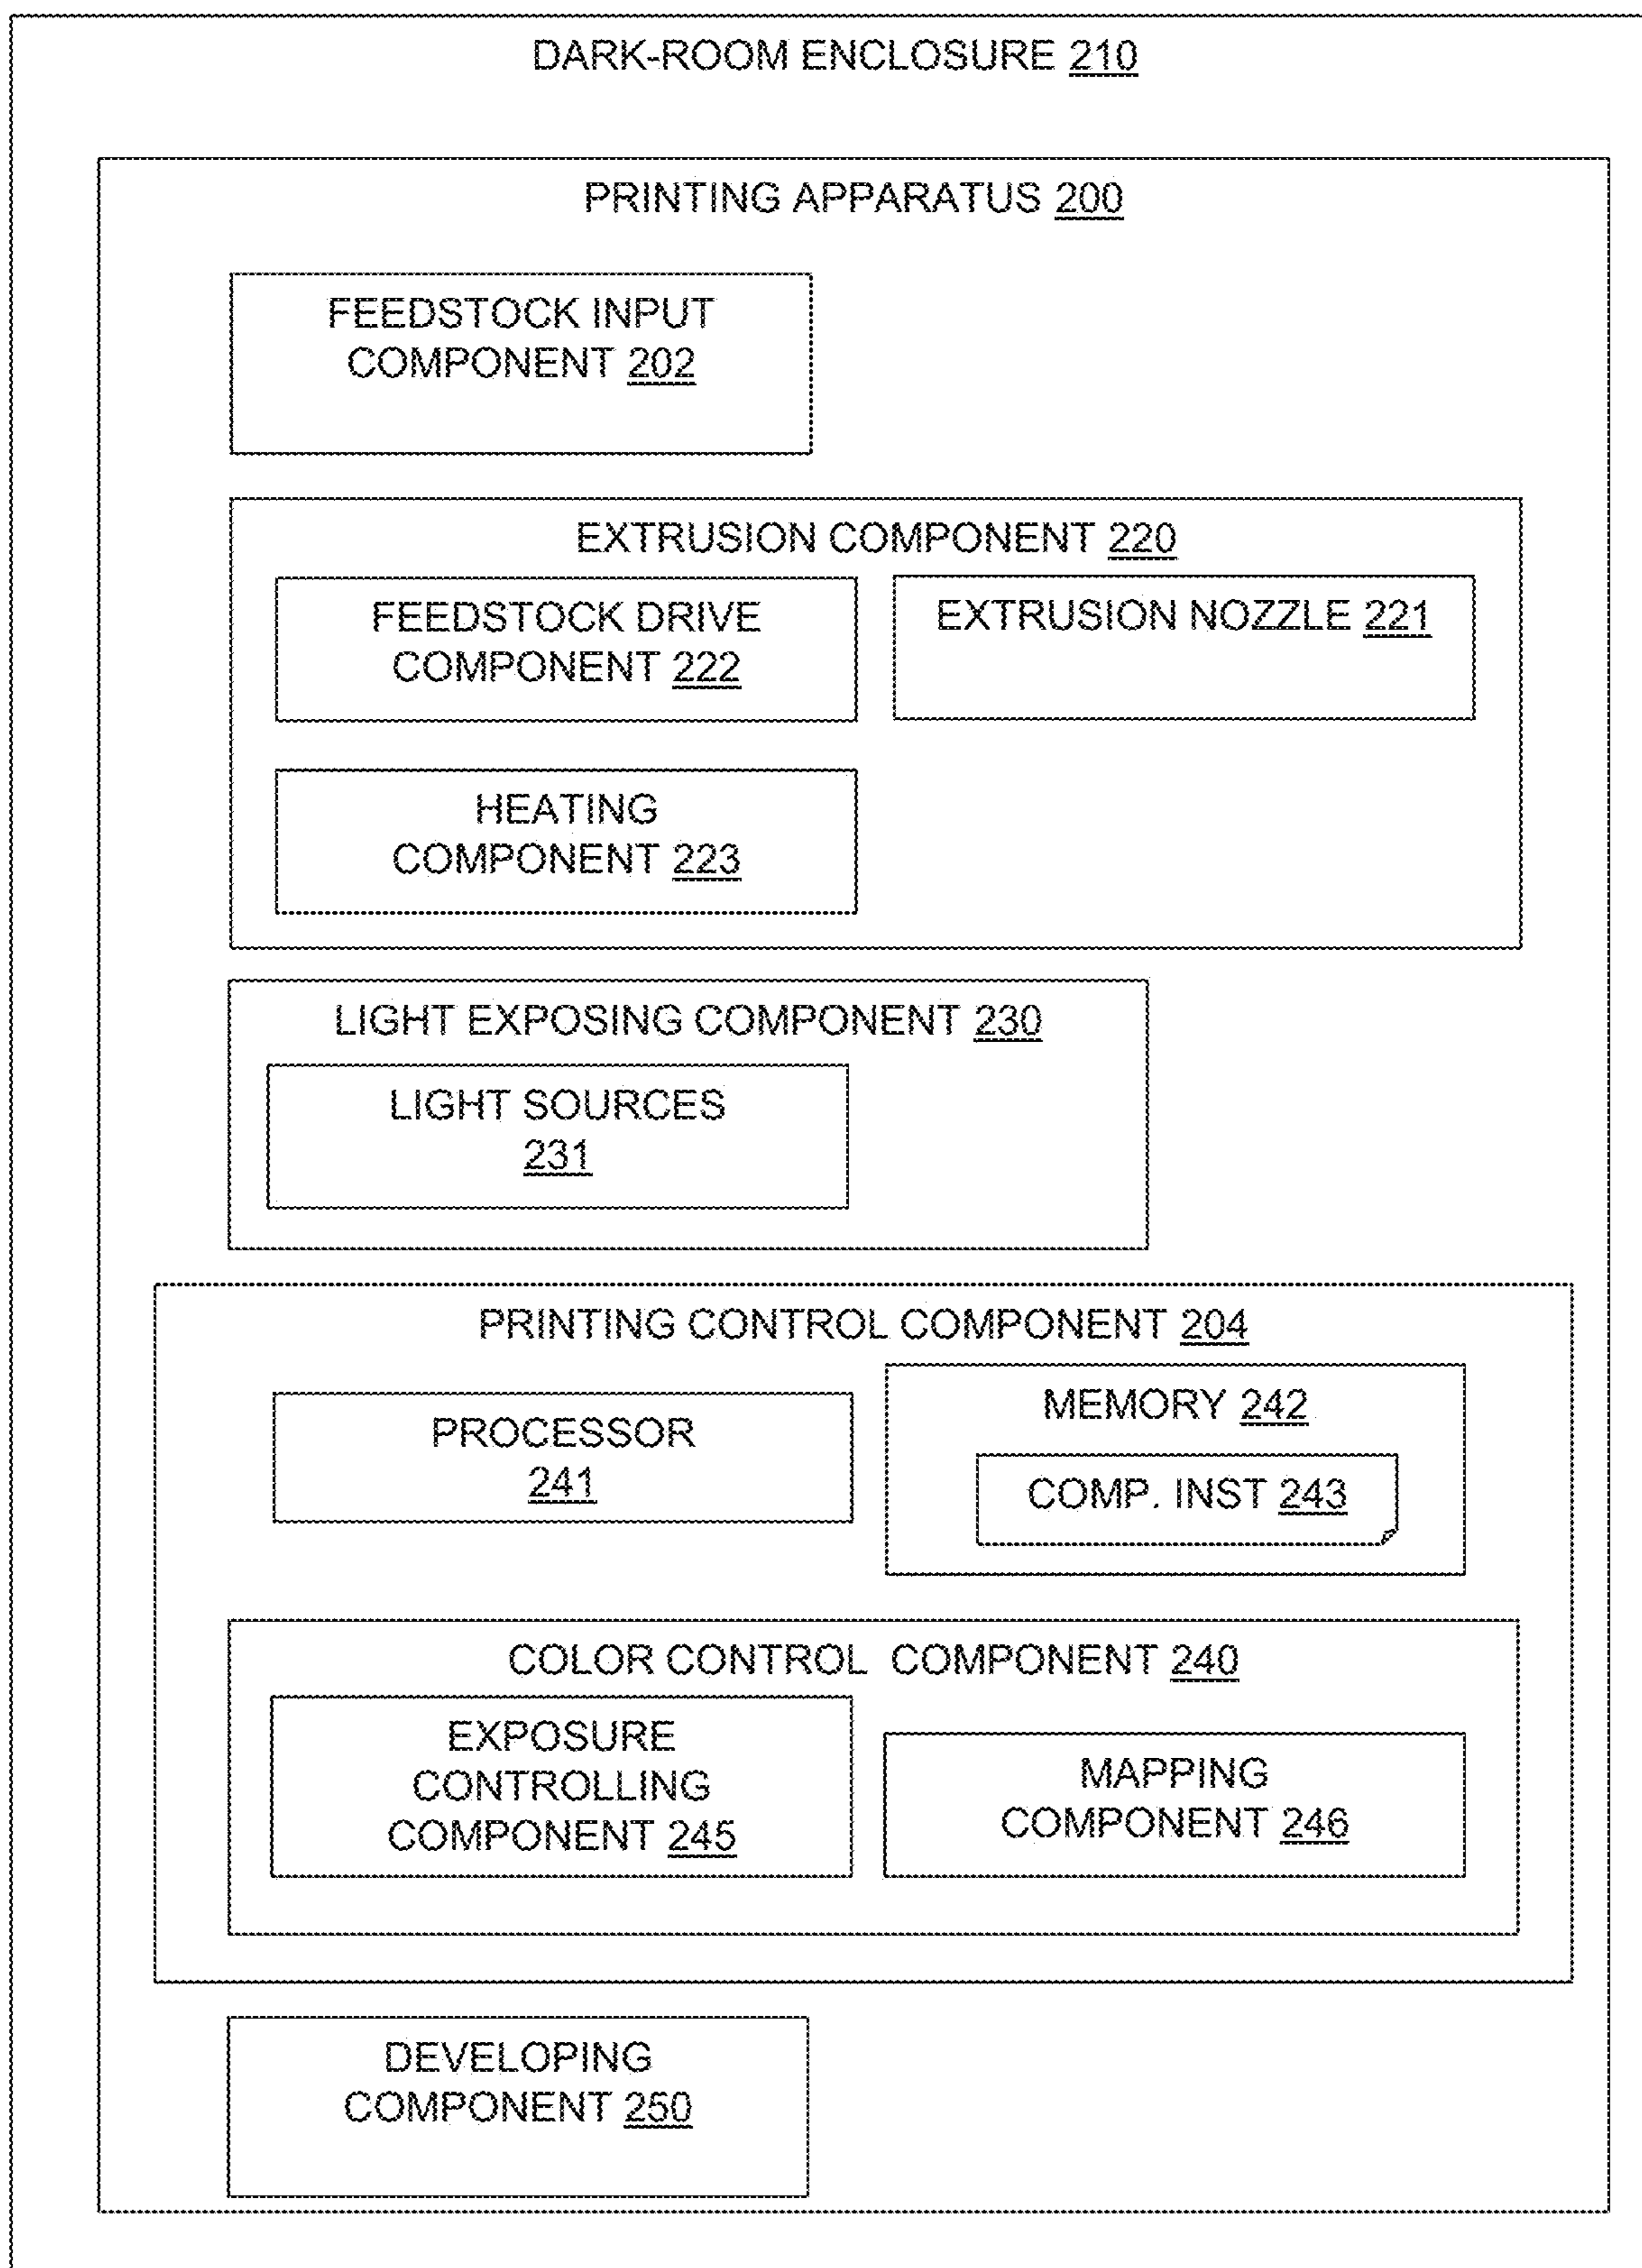 DARK-ROOM ENCLOSURE 210
PRINTING APPARATUS 200
FEEDSTOCK INPUT
COMPONENT 202
EXTRUSION COMPONENT 220
FEEDSTOCK DRIVE
COMPONENT 222
EXTRUSION NOZZLE 221
HEATING
COMPONENT 223
LIGHT EXPOSING COMPONENT 230
LIGHT SOURCES
231
PRINTING CONTROL COMPONENT 204
PROCESSOR
241
MEMORY 242
COMP. INST 243
COLOR CONTROL COMPONENT 240
EXPOSURE
CONTROLLING
COMPONENT 245
MAPPING
COMPONENT 246
DEVELOPING
COMPONENT 250